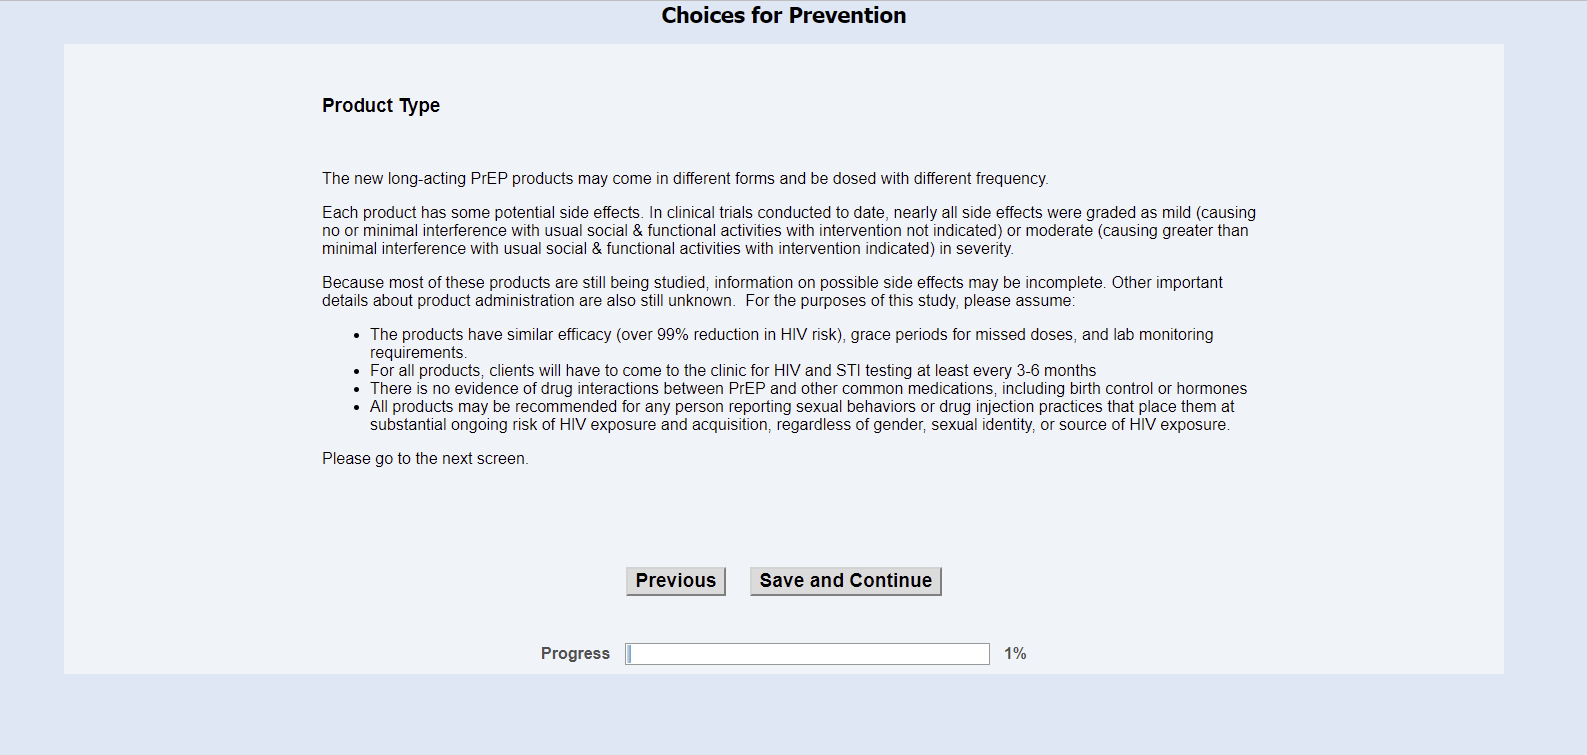 Choices for Prevention
Product Type
The new long-acting PrEP products may come in different forms and be dosed with different frequency.
Each product has some potential side effects. In clinical trials conducted to date, nearly all side effects were graded as mild (causing
no or minimal interference with usual social & functional activities with intervention not indicated) or moderate (causing greater than
minimal interference with usual social & functional activities with intervention indicated) in severity.
Because most of these products are still being studied, information on possible side effects may be incomplete. Other important
details about product administration are also still unknown.  For the purposes of this study, please assume:
• The products have similar efficacy (over 99% reduction in HIV risk), grace periods for missed doses, and lab monitoring
requirements.
• For all products, clients will have to come to the clinic for HIV and STI testing at least every 3-6 months
• There is no evidence of drug interactions between PrEP and other common medications, including birth control or hormones
• All products may be recommended for any person reporting sexual behaviors or drug injection practices that place them at
substantial ongoing risk of HIV exposure and acquisition, regardless of gender, sexual identity, or source of HIV exposure.
Please go to the next screen.
Previous Save and Continue
Progress 1%